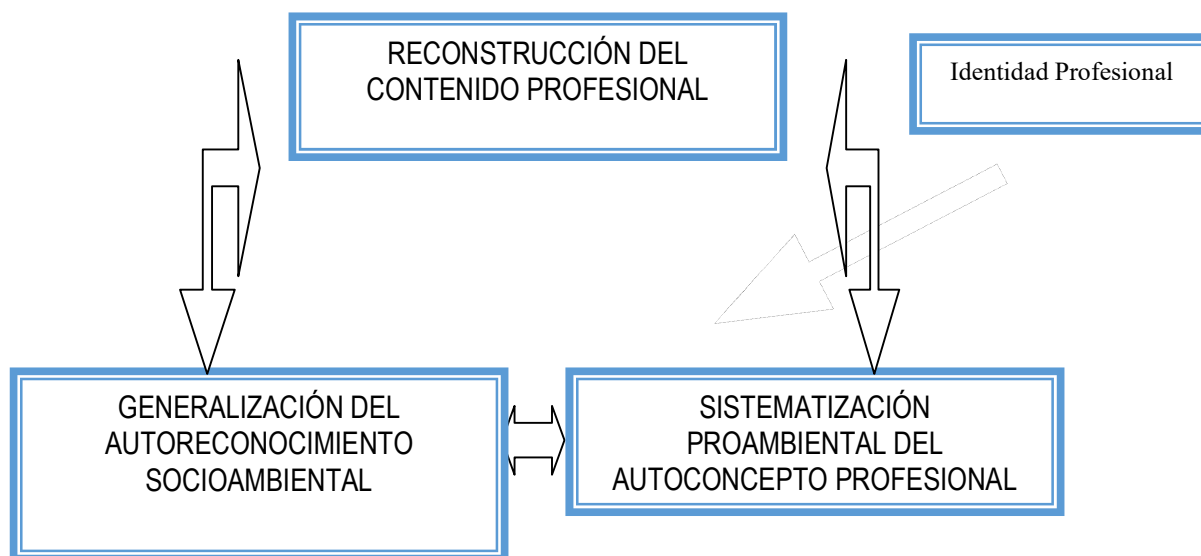 RECONSTRUCCIÓN DEL
CONTENIDO PROFESIONAL
Identidad Profesional
GENERALIZACIÓN DEL
AUTORECONOCIMIENTO
SOCIOAMBIENTAL
SISTEMATIZACIÓN
PROAMBIENTAL DEL
AUTOCONCEPTO PROFESIONAL